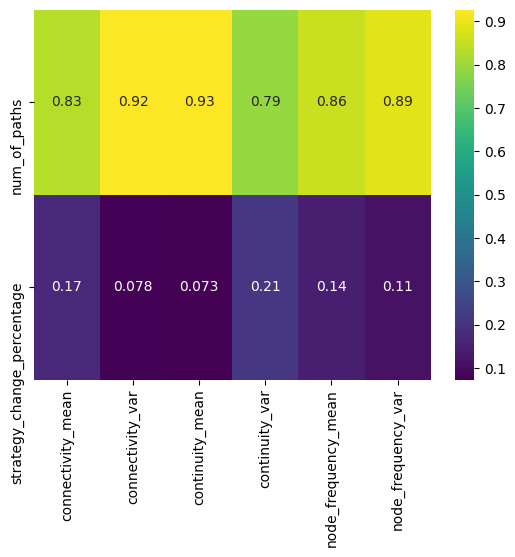 num_of_paths
0.83 0.92 0.93 0.79 0.86 0.89
strategy_change_percentage
0.17 0.078 0.073 0.21 0.14 0.11
connectivity_mean
connectivity_var
continuity_mean
continuity_var
node_frequency_mean
node_frequency_var
0.9
0.8
0.7
0.6
0.5
0.4
0.3
0.2
0.1